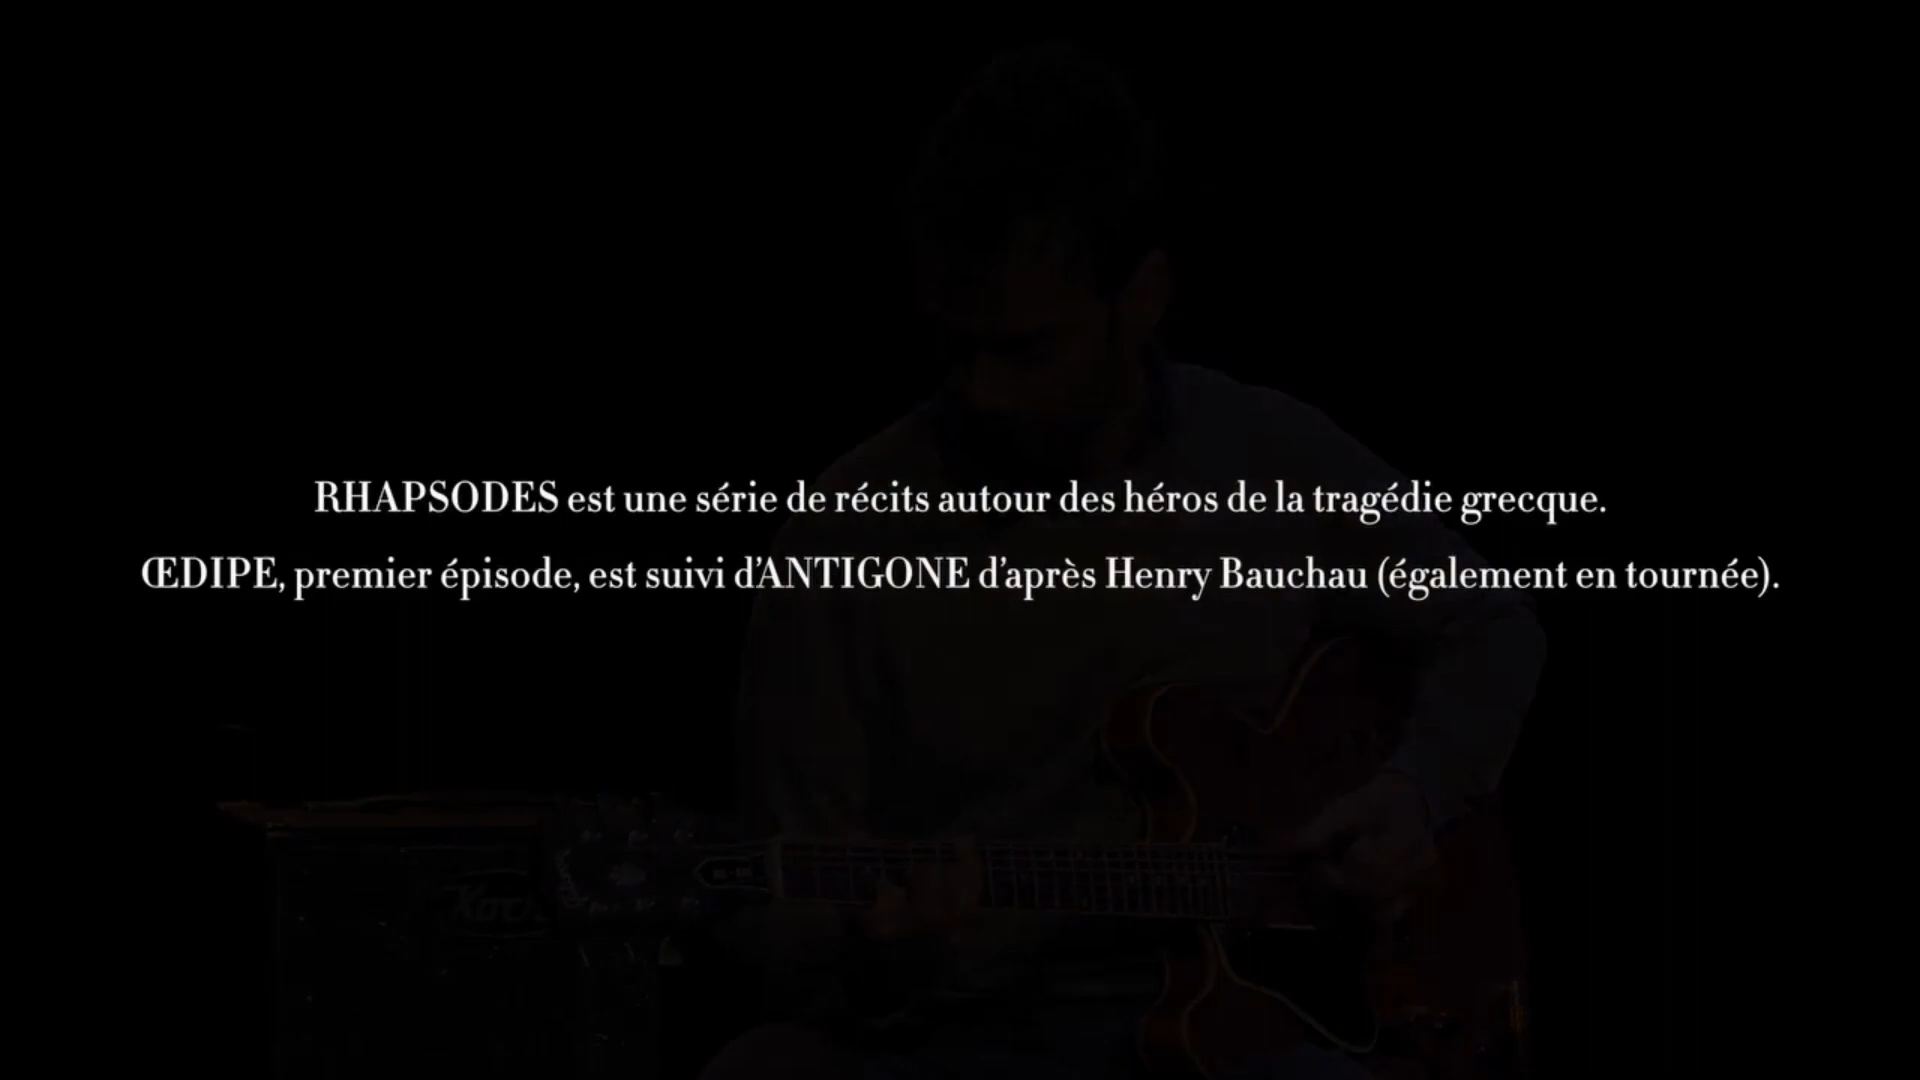 RHAPSODES est une série de récits autour des héros de la tragédie grecque.
ŒDIPE, premier épisode, est suivi d’ANTIGONE d’après Henry Bauchau (également en tournée).
Koch